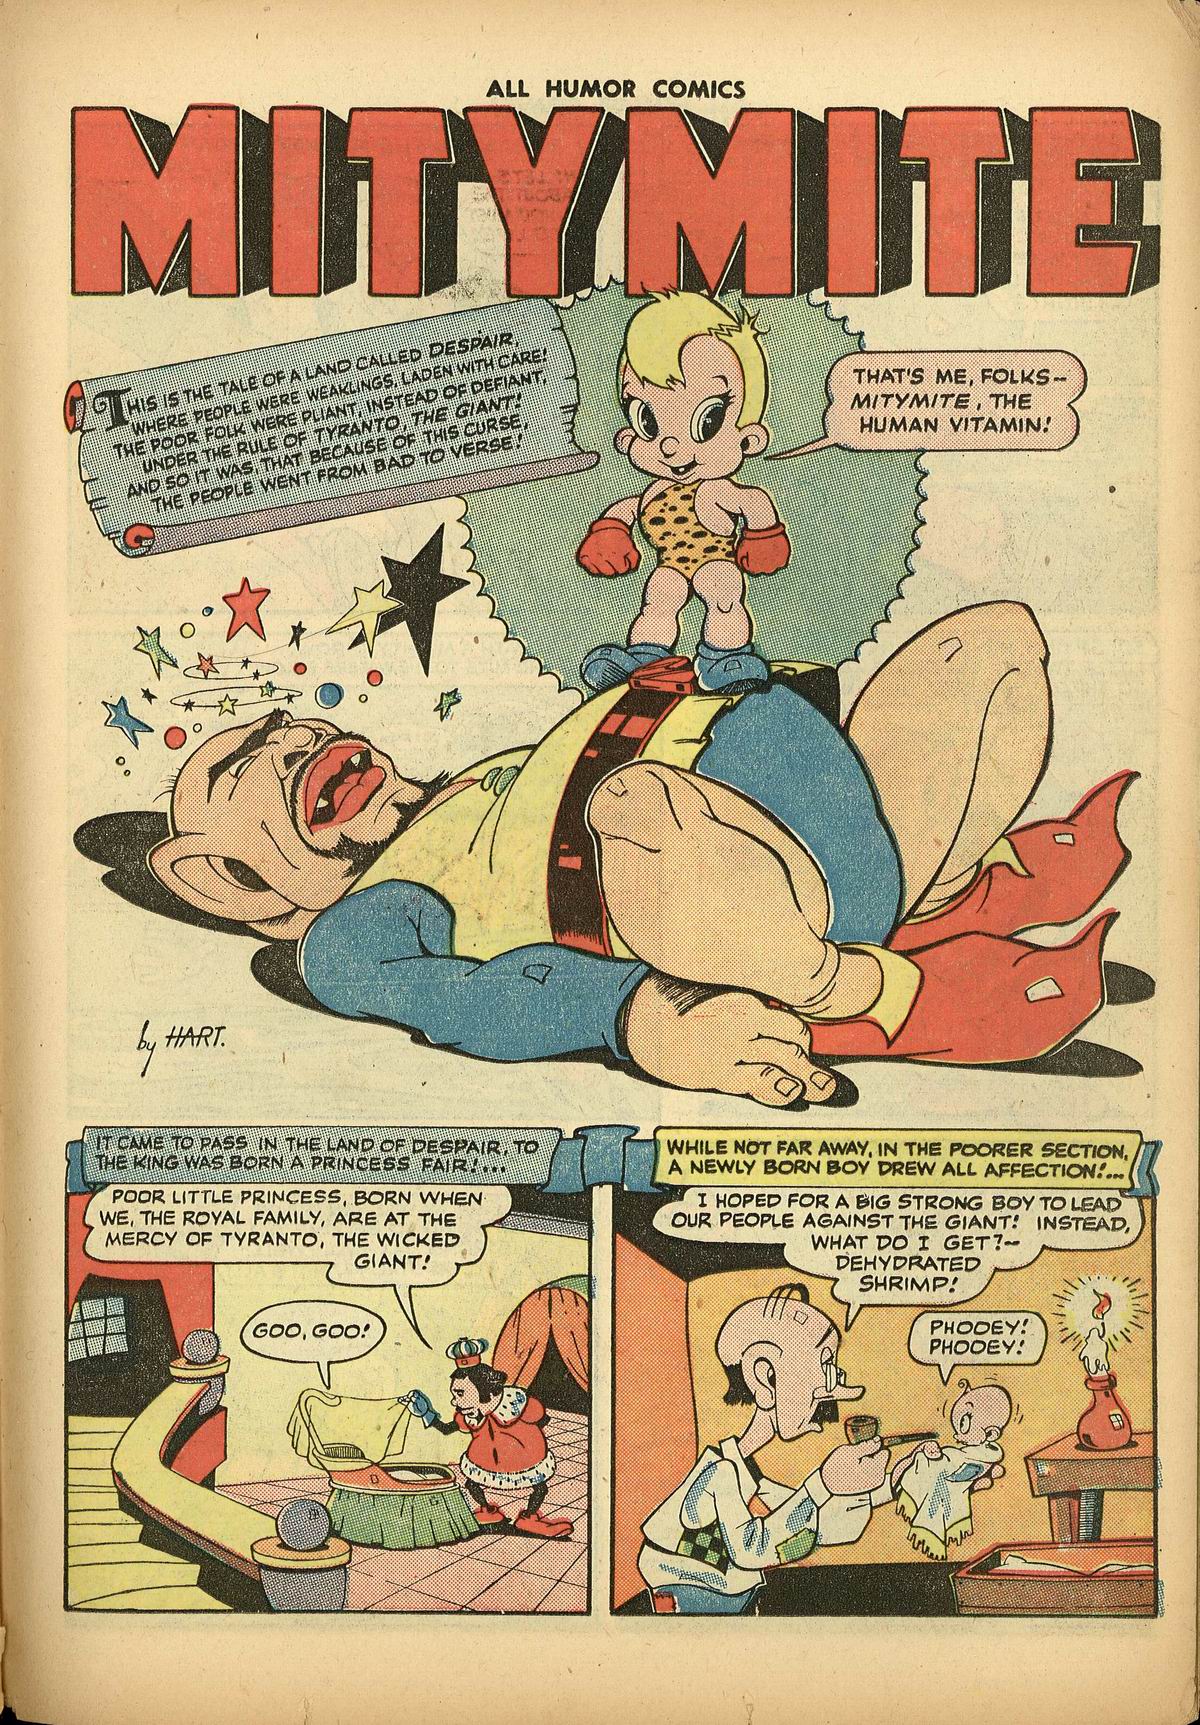 ALL HUMOR COMICS
MITYMITE
THIS IS THE TALE OF A LAND CALLED DESPAIR,
WHERE PEOPLE WERE WEAKLINGS, LADEN WITH CARE!
THE POOR FOLK WERE PLIANT, INSTEAD OF DEFIANT,
UNDER THE RULE OF TYRANTO, THE GIANT!
AND SO IT WAS, THAT BECAUSE OF THIS CURSE,
THE PEOPLE WENT FROM BAD TO VERSE!
THAT'S ME, FOLKS--
MITYMITE, THE
HUMAN VITAMIN!
by HART.
IT CAME TO PASS, IN THE LAND OF DESPAIR, TO
THE KING WAS BORN A PRINCESS FAIR!...
POOR LITTLE PRINCESS, BORN WHEN
WE, THE ROYAL FAMILY, ARE AT THE
MERCY OF TYRANTO, THE WICKED
GIANT!
GOO, GOO!
WHILE NOT FAR AWAY, IN THE POORER SECTION,
A NEWLY BORN BOY DREW ALL AFFECTION!...
I HOPED FOR A BIG STRONG BOY TO LEAD
OUR PEOPLE AGAINST THE GIANT! INSTEAD,
WHAT DO I GET?--
DEHYDRATED
SHRIMP!
PHOOEY!
PHOOEY!